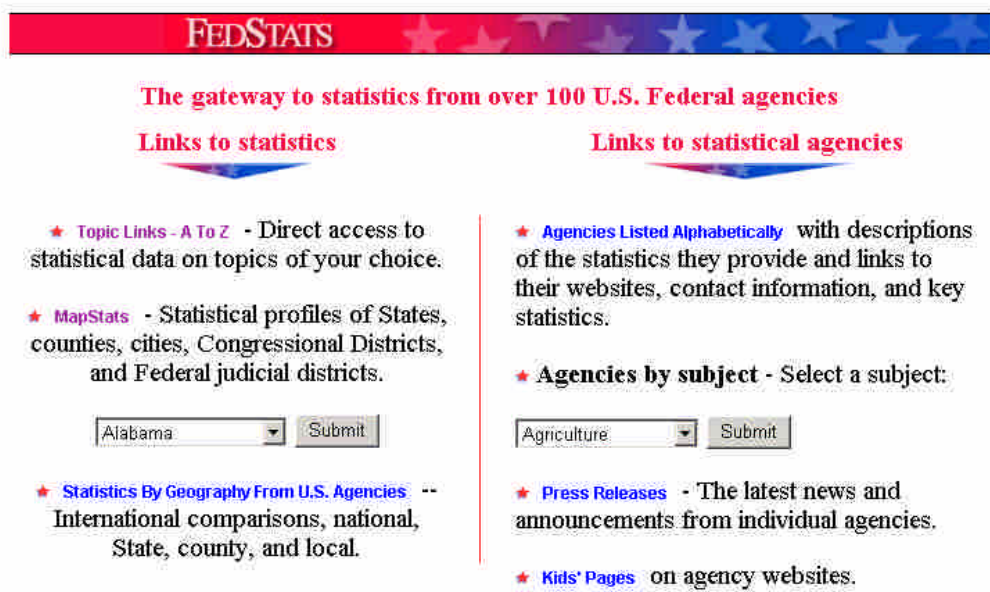 FEDSTATS
The gateway to statistics from over 100 U.S. Federal agencies
Links to statistics
★ Topic Links - A To Z - Direct access to
statistical data on topics of your choice.
★ MapStats - Statistical profiles of States,
counties, cities, Congressional Districts,
and Federal judicial districts.
Alabama Submit
★ Statistics By Geography From U.S. Agencies --
International comparisons, national,
State, county, and local.
Links to statistical agencies
★ Agencies Listed Alphabetically with descriptions
of the statistics they provide and links to
their websites, contact information, and key
statistics.
★ Agencies by subject - Select a subject:
Agriculture Submit
★ Press Releases - The latest news and
announcements from individual agencies.
★ Kids' Pages on agency websites.